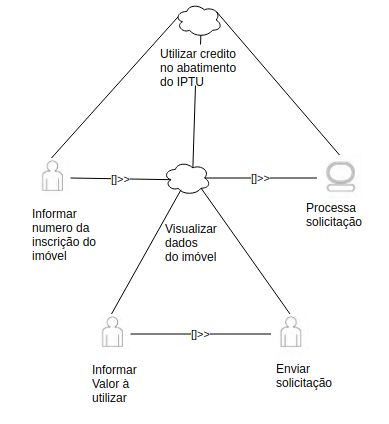 Utilizar credito
no abatimento
do IPTU
[]>>
[]>>
Informar
numero da
inscrição do
imóvel
Visualizar
dados
do imóvel
Processa
solicitação
[]>>
Informar
Valor à
utilizar
Enviar
solicitação